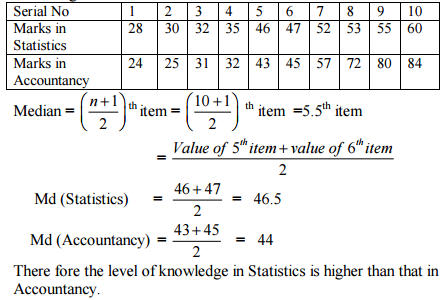 Serial No 1 2 3 4 5 6 7 8 9 10
Marks in Statistics 28 30 32 35 46 47 52 53 55 60
Marks in Accountancy 24 25 31 32 43 45 57 72 80 84
Median = (n+1 / 2)th item = (10+1 / 2) th item =5.5th item
= Value of 5th item + value of 6th item / 2
Md (Statistics) = 46+47 / 2 = 46.5
Md (Accountancy) = 43+45 / 2 = 44
There fore the level of knowledge in Statistics is higher than that in
Accountancy.